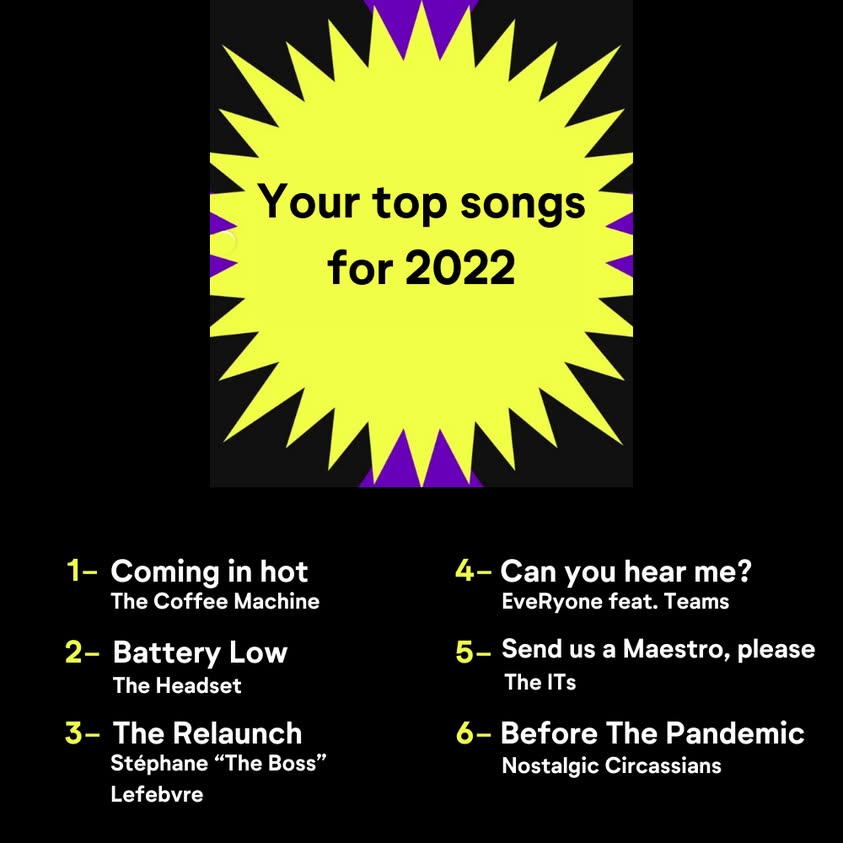 Your top songs
for 2022
1– Coming in hot
The Coffee Machine
2– Battery Low
The Headset
3– The Relaunch
Stéphane “The Boss”
Lefebvre
4– Can you hear me?
EveRyone feat. Teams
5– Send us a Maestro, please
The ITs
6– Before The Pandemic
Nostalgic Circassians